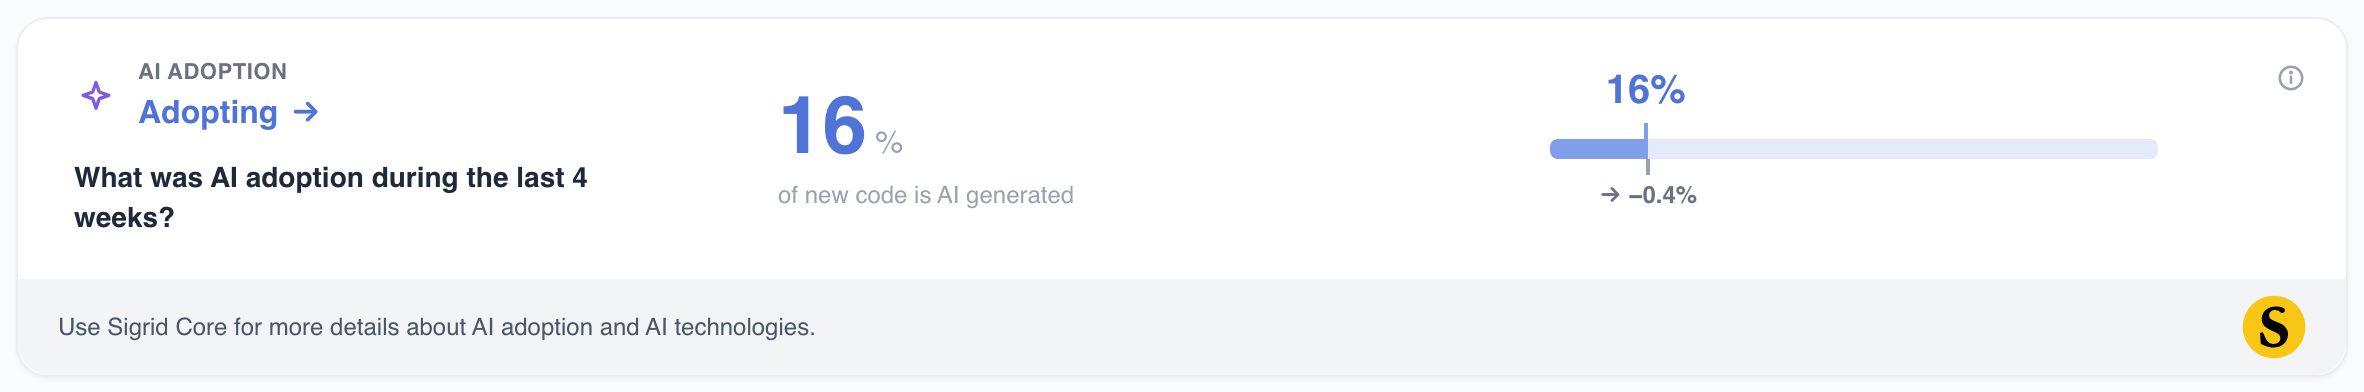 AI ADOPTION
Adopting →
What was AI adoption during the last 4
weeks?
16 %
of new code is AI generated
16%
→ –0.4%
Use Sigrid Core for more details about AI adoption and AI technologies.
S